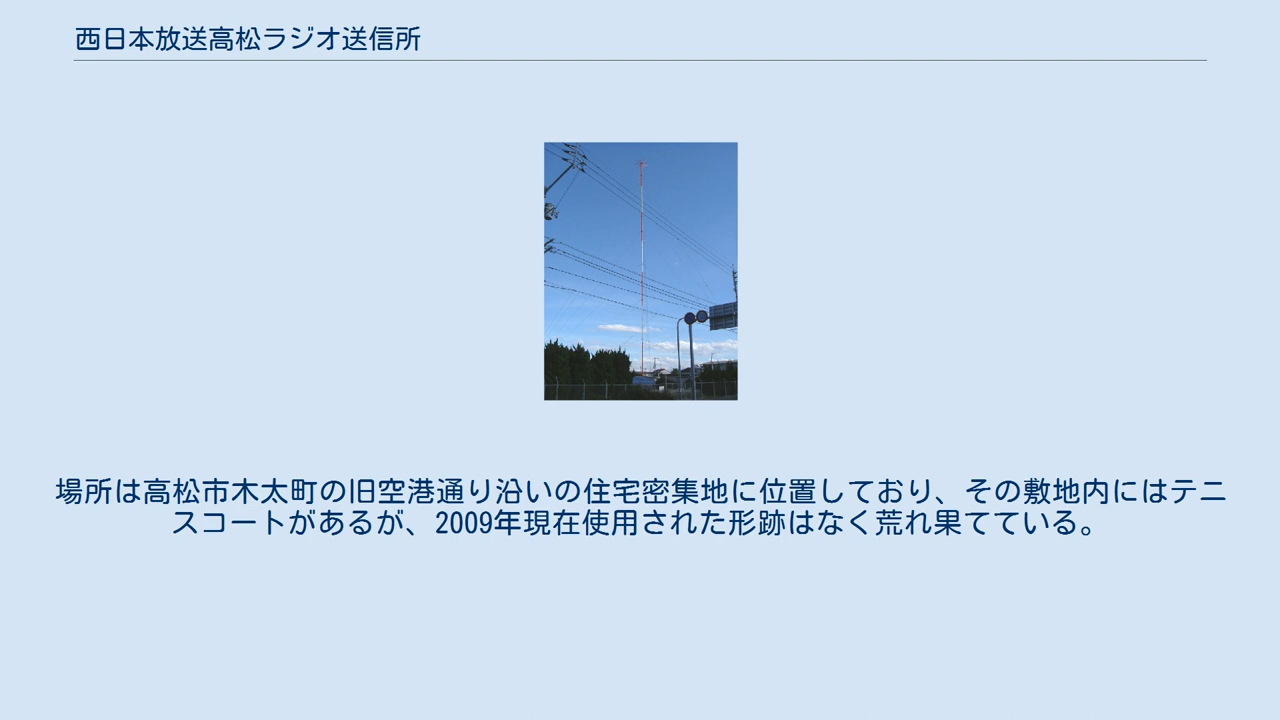 西日本放送高松ラジオ送信所
場所は高松市木太町の旧空港通り沿いの住宅密集地に位置しており、その敷地内にはテニ
スコートがあるが、2009年現在使用された形跡はなく荒れ果てている。